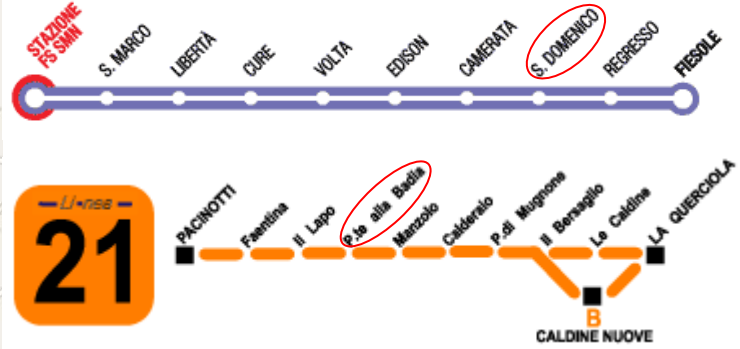 STAZIONE
FS SMN
S. MARCO
LIBERTÀ
CURE
VOLTA
EDISON
CAMERATA
S. DOMENICO
REGRESSO
FIESOLE
Linea
21
PACINOTTI
Faentina
Il Lapo
P.te alla Badia
Manzolo
Calderaio
P.di Mugnone
Il Bersaglio
Le Caldine
LA QUERCIOLA
B
CALDINE NUOVE